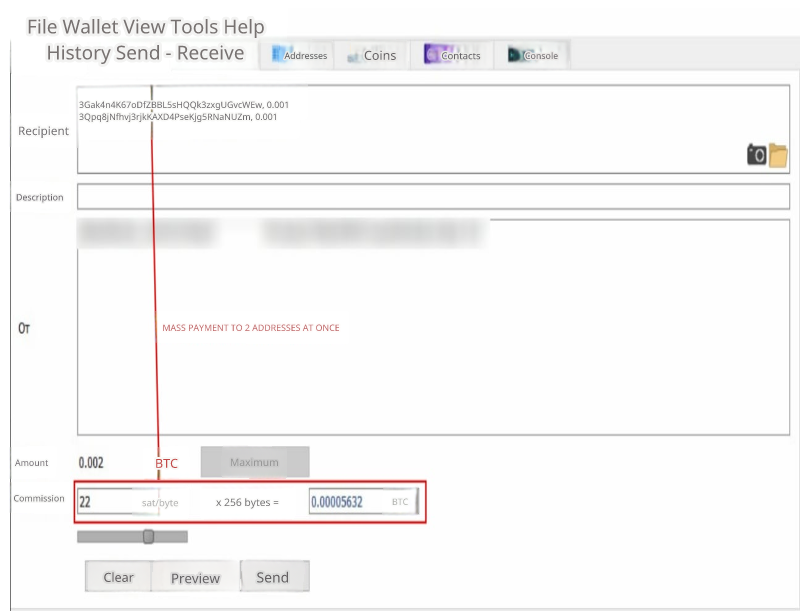 File Wallet View Tools Help
History Send - Receive Addresses Coins Contacts Console
Recipient
3Gak4n4K67oDfZBBL5sHQQk3zxgUGvcWEw, 0.001
3Qpq8jNfhvj3rjkKAXD4PseKjg5RNaNUZm, 0.001
Description
От
MASS PAYMENT TO 2 ADDRESSES AT ONCE
Amount 0.002 BTC Maximum
Commission 22 sat/byte x 256 bytes = 0.00005632 BTC
Clear Preview Send